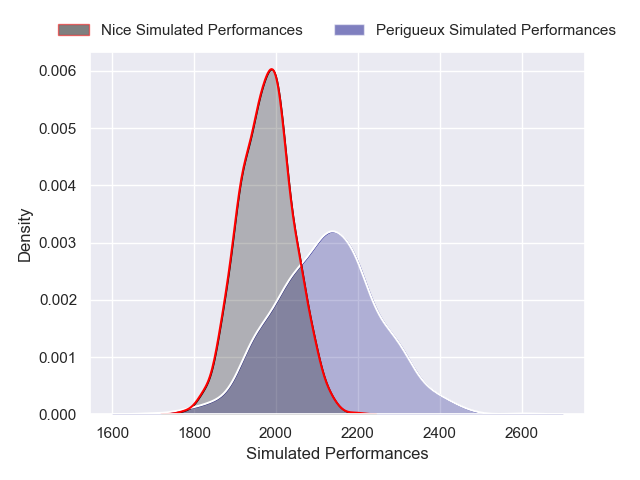 Nice Simulated Performances
Perigueux Simulated Performances
0.006
0.005
0.004
0.003
0.002
0.001
0.000
Density
1600 1800 2000 2200 2400 2600
Simulated Performances